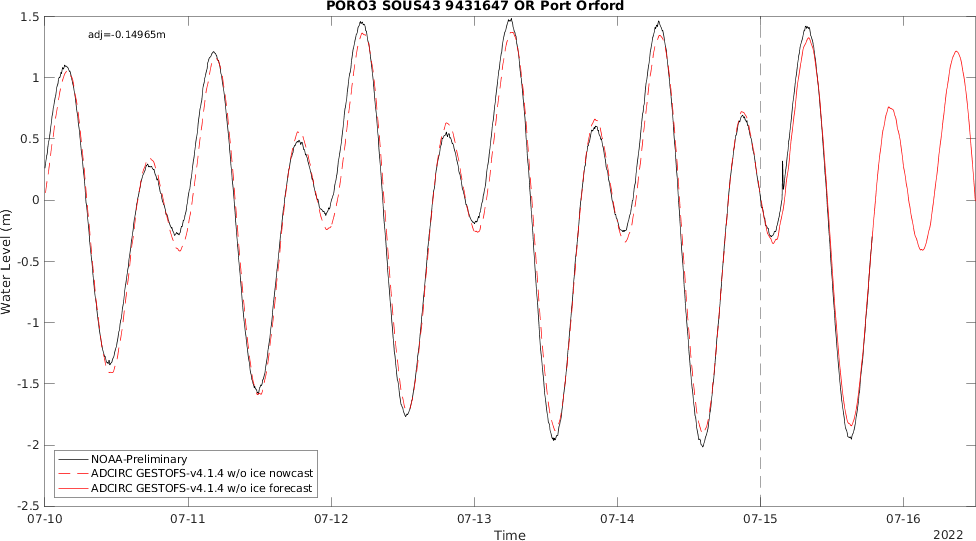 PORO3 SOUS43 9431647 OR Port Orford
adj=-0.14965m
1.5
1
0.5
0
-0.5
-1
-1.5
-2
-2.5
Water Level (m)
NOAA-Preliminary
ADCIRC GESTOFS-v4.1.4 w/o ice nowcast
ADCIRC GESTOFS-v4.1.4 w/o ice forecast
07-10 07-11 07-12 07-13 07-14 07-15 07-16
Time
2022